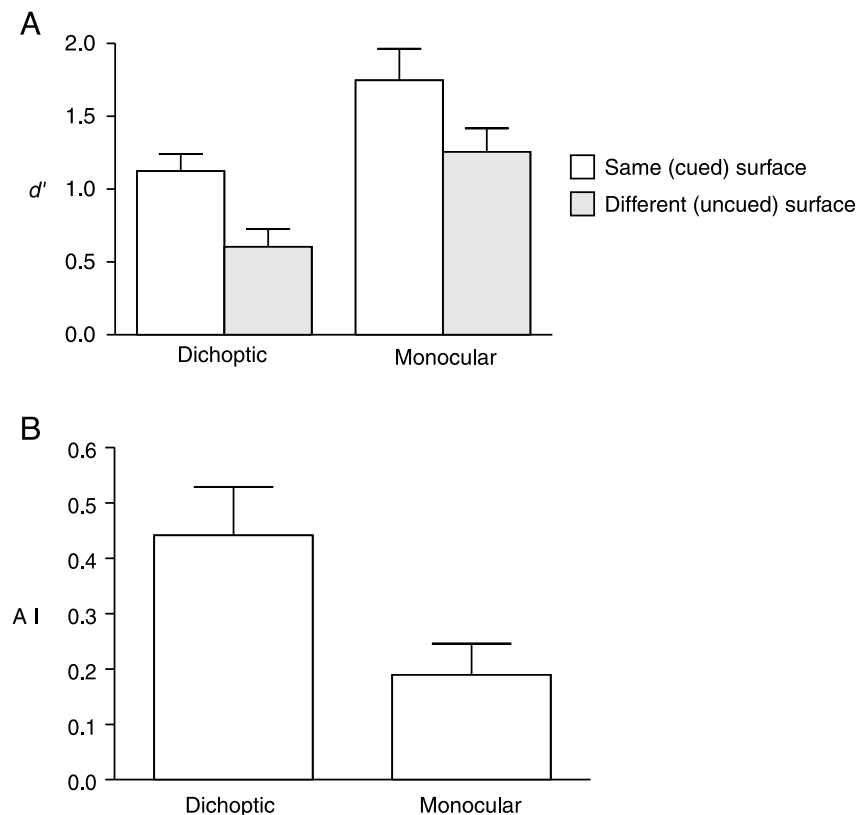 A
2.0
1.5
1.0
0.5
0.0
d'
Dichoptic
Monocular
Same (cued) surface
Different (uncued) surface
B
0.6
0.5
0.4
0.3
0.2
0.1
0.0
A I
Dichoptic
Monocular